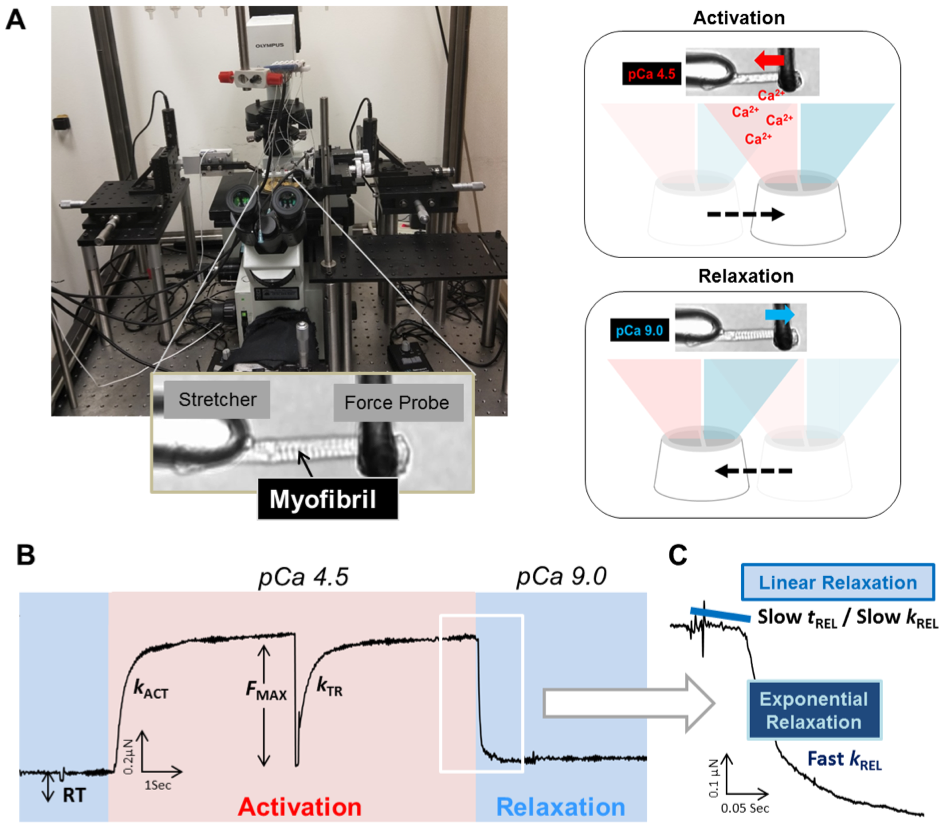 A
OLYMPUS
Stretcher
Force Probe
Myofibril
Activation
pCa 4.5
Ca²⁺
Ca²⁺
Ca²⁺
Ca²⁺
Relaxation
pCa 9.0
B
pCa 4.5
pCa 9.0
kACT
FMAX
kTR
0.2µN
1Sec
RT
Activation
Relaxation
C
Linear Relaxation
Slow tREL / Slow kREL
Exponential
Relaxation
Fast kREL
0.1 µN
0.05 Sec